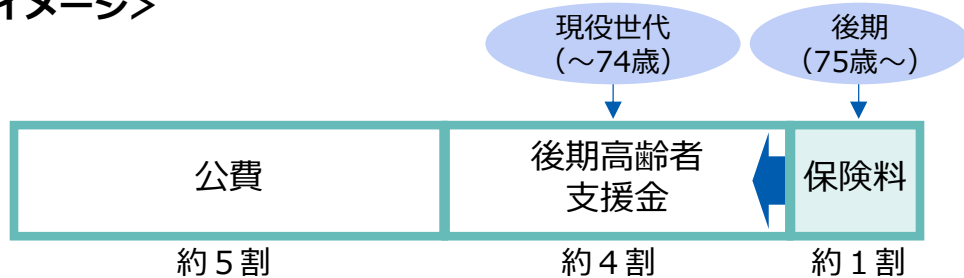 イメージ＞
現役世代
（～74歳）
後期
（75歳～）
公費
後期高齢者
支援金
保険料
約５割
約４割
約１割